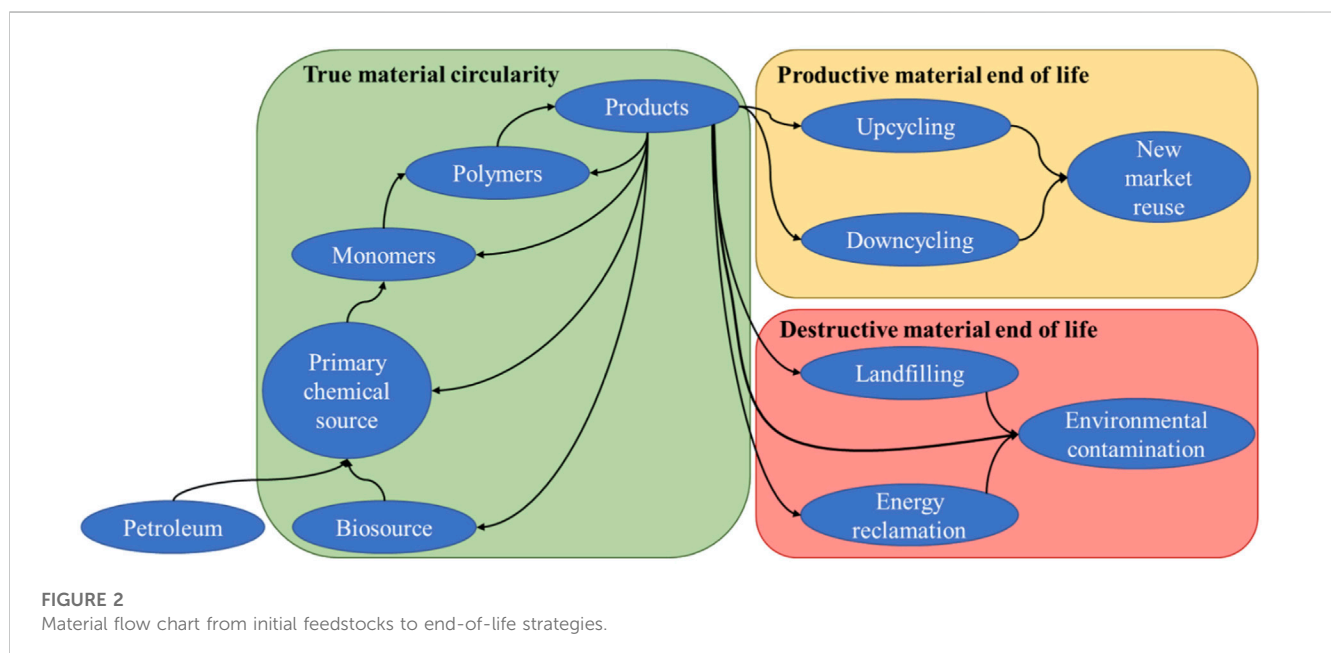 True material circularity
Products
Polymers
Monomers
Primary
chemical
source
Petroleum
Biosource
Productive material end of life
Upcycling
Downcycling
New
market
reuse
Destructive material end of life
Landfilling
Environmental
contamination
Energy
reclamation
FIGURE 2
Material flow chart from initial feedstocks to end-of-life strategies.